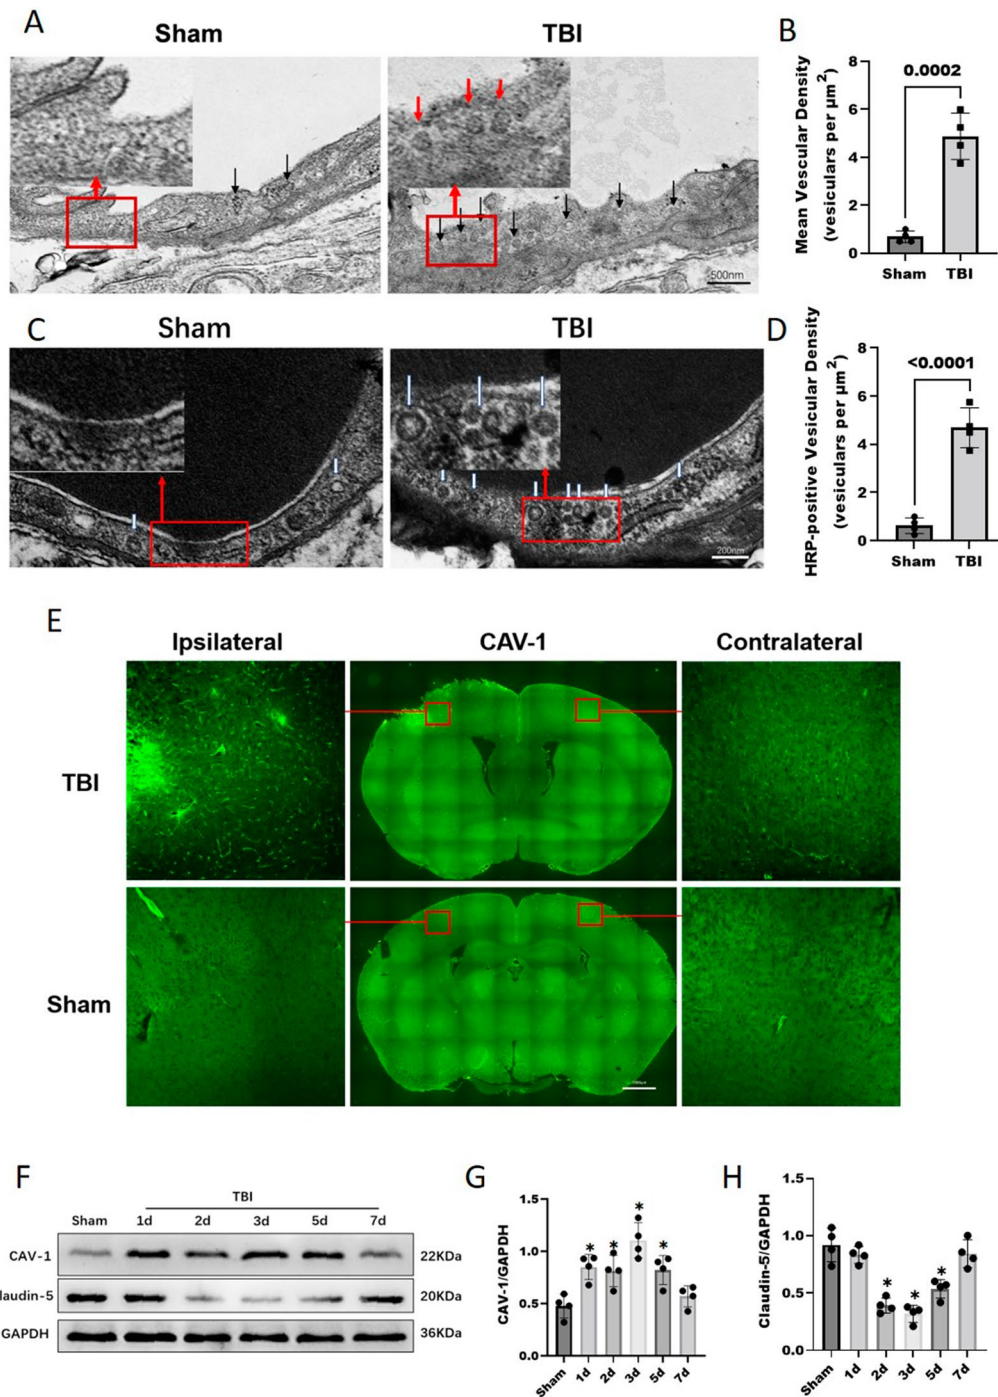 A
Sham
TBI
500nm
B
Mean Vescular Density
(vesiculars per μm²)
8
6
4
2
0
0.0002
Sham
TBI
C
Sham
TBI
200nm
D
HRP-positive Vesicular Density
(vesiculars per μm²)
8
6
4
2
0
<0.0001
Sham
TBI
E
Ipsilateral
CAV-1
Contralateral
TBI
Sham
F
TBI
Sham
1d
2d
3d
5d
7d
CAV-1
22KDa
laudin-5
20KDa
GAPDH
36KDa
G
CAV-1/GAPDH
1.5
1.0
0.5
0.0
*
*
*
*
Sham
1d
2d
3d
5d
7d
H
Claudin-5/GAPDH
1.5
1.0
0.5
0.0
*
*
*
Sham
1d
2d
3d
5d
7d